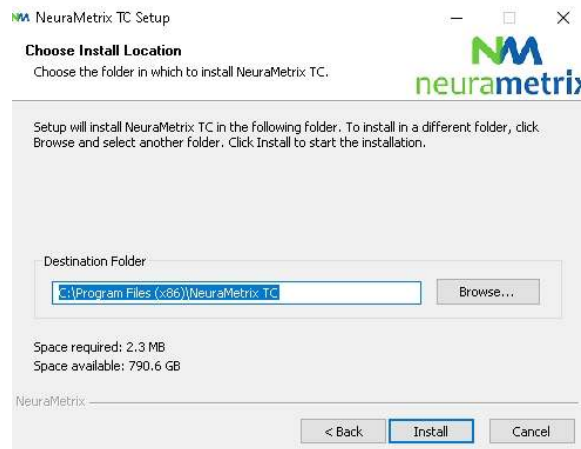 NM NeuraMetrix TC Setup
Choose Install Location
Choose the folder in which to install NeuraMetrix TC.
NM
neurametrix
Setup will install NeuraMetrix TC in the following folder. To install in a different folder, click
Browse and select another folder. Click Install to start the installation.
Destination Folder
C:\Program Files (x86)\NeuraMetrix TC
Browse...
Space required: 2.3 MB
Space available: 790.6 GB
NeuraMetrix
< Back
Install
Cancel